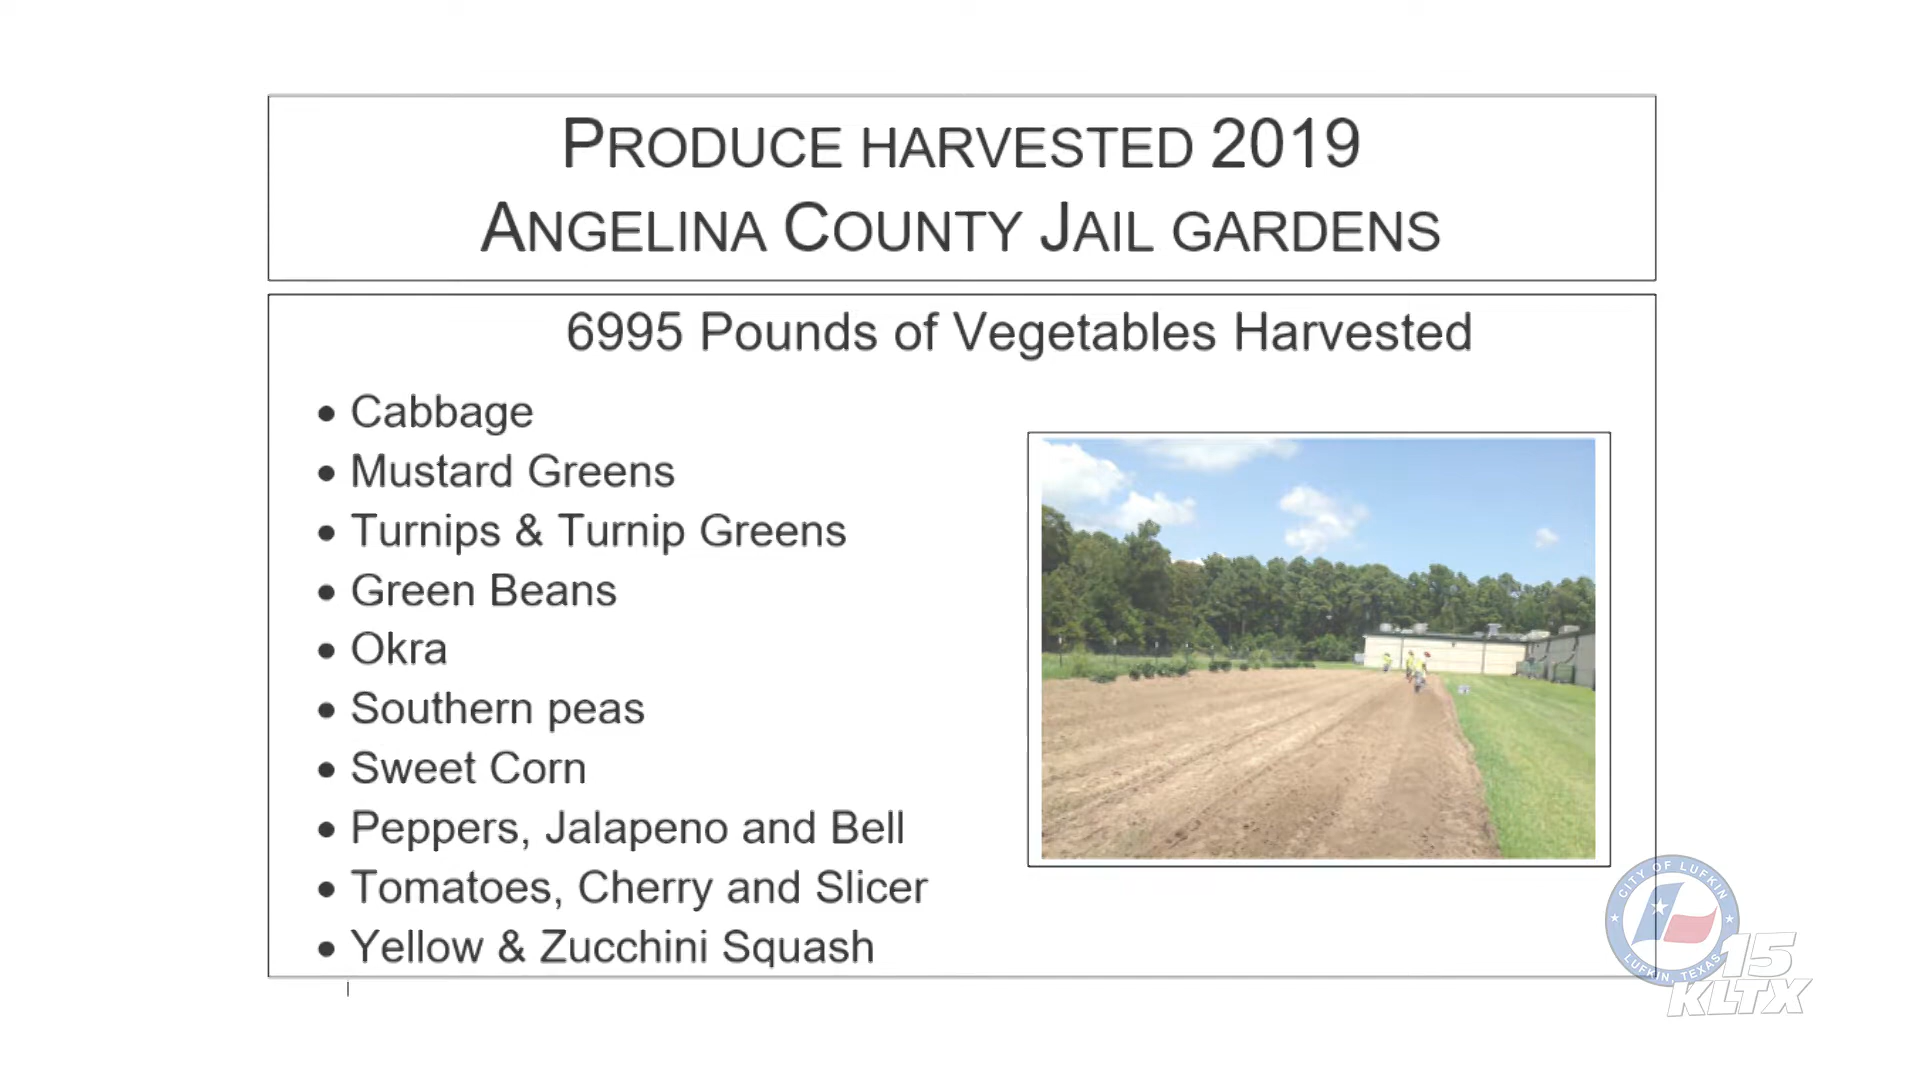 PRODUCE HARVESTED 2019
ANGELINA COUNTY JAIL GARDENS
6995 Pounds of Vegetables Harvested
• Cabbage
• Mustard Greens
• Turnips & Turnip Greens
• Green Beans
• Okra
• Southern peas
• Sweet Corn
• Peppers, Jalapeno and Bell
• Tomatoes, Cherry and Slicer
• Yellow & Zucchini Squash
CITY OF LUFKIN
LUFKIN, TEXAS
15
KLTX